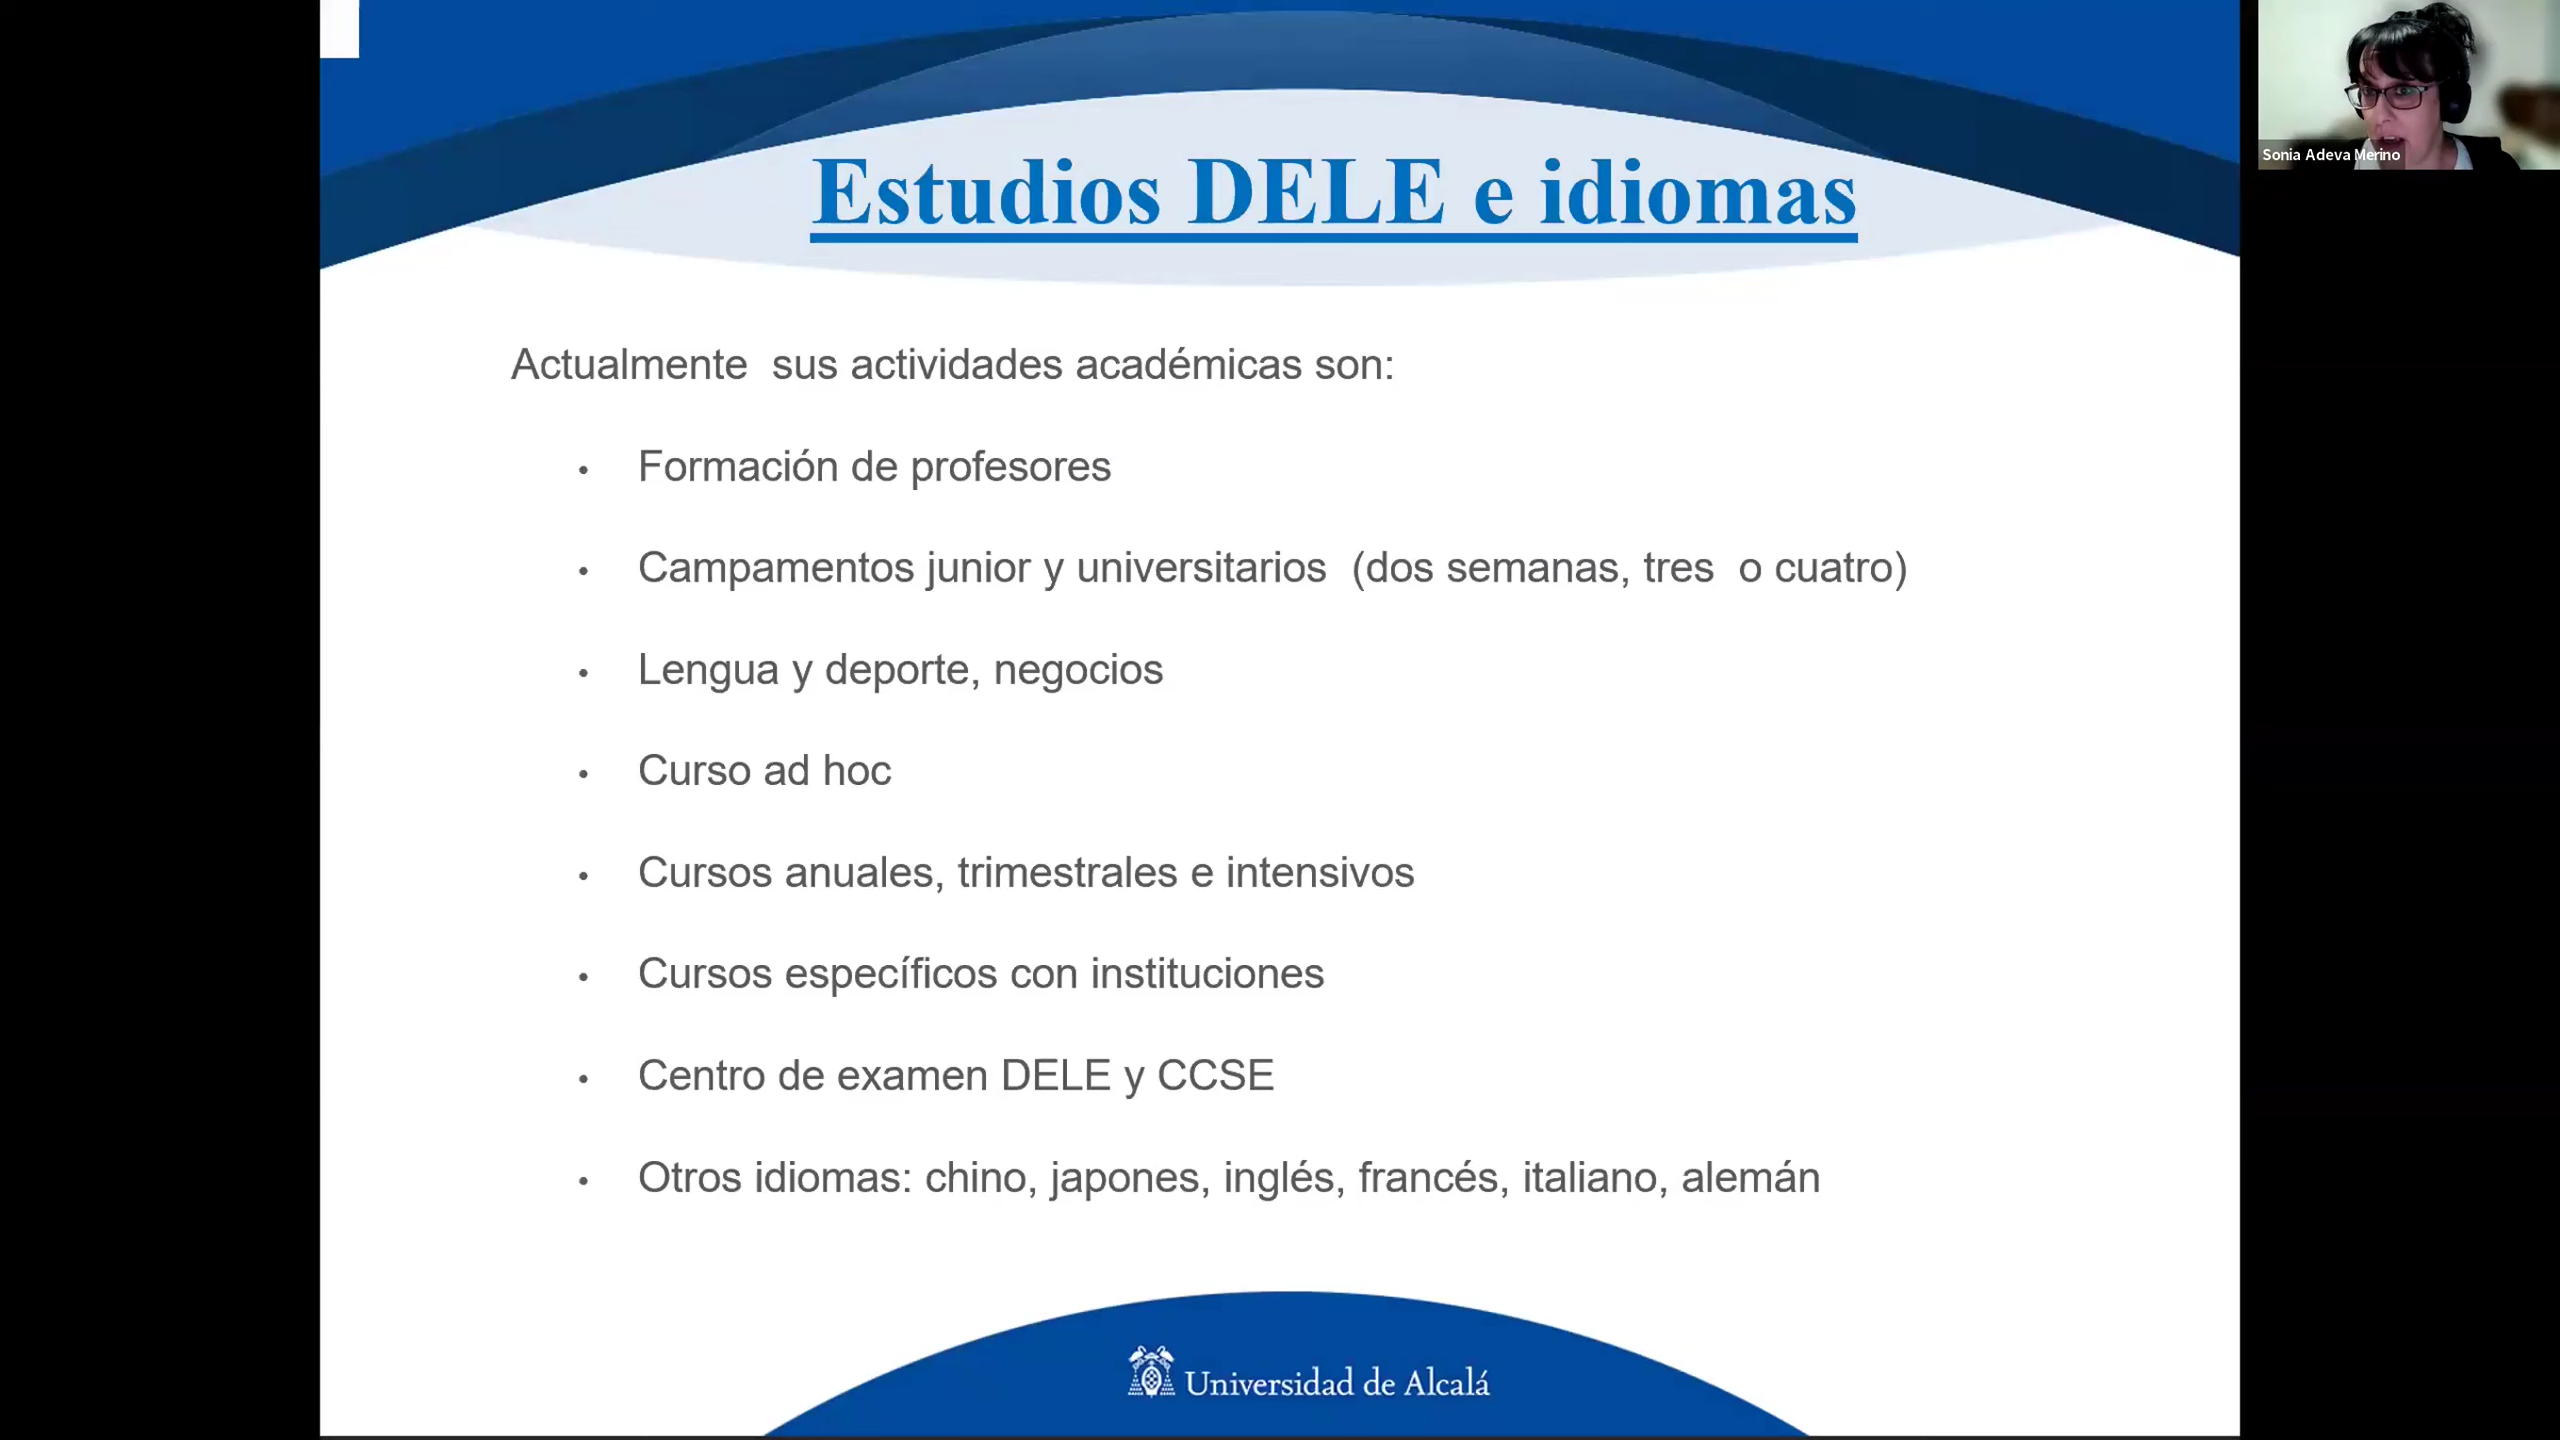 Estudios DELE e idiomas
Sonia Adeva Merino
Actualmente sus actividades académicas son:
• Formación de profesores
• Campamentos junior y universitarios (dos semanas, tres o cuatro)
• Lengua y deporte, negocios
• Curso ad hoc
• Cursos anuales, trimestrales e intensivos
• Cursos específicos con instituciones
• Centro de examen DELE y CCSE
• Otros idiomas: chino, japones, inglés, francés, italiano, alemán
Universidad de Alcalá